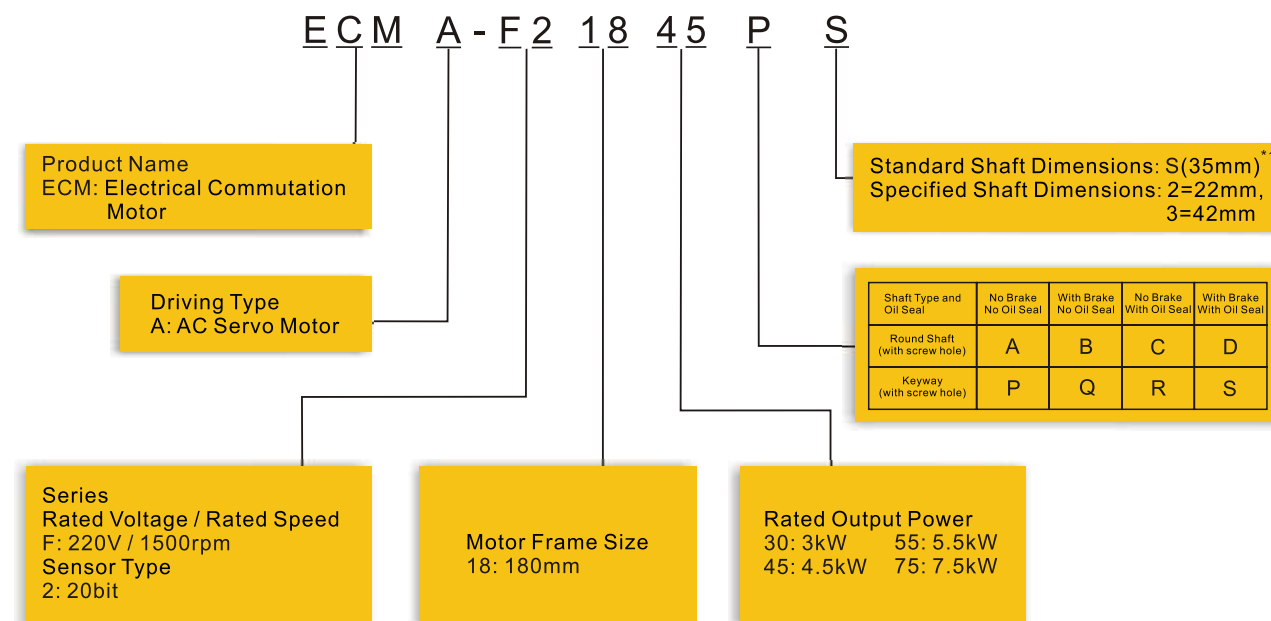 ECM A-F2 18 45 P S
Product Name
ECM: Electrical Commutation
Motor
Standard Shaft Dimensions: S(35mm)
Specified Shaft Dimensions: 2=22mm,
3=42mm
Driving Type
A: AC Servo Motor
Shaft Type and
Oil Seal
No Brake
No Oil Seal
With Brake
No Oil Seal
No Brake
With Oil Seal
With Brake
With Oil Seal
Round Shaft
(with screw hole)
A
B
C
D
Keyway
(with screw hole)
P
Q
R
S
Series
Rated Voltage / Rated Speed
F: 220V / 1500rpm
Sensor Type
2: 20bit
Motor Frame Size
18: 180mm
Rated Output Power
30: 3kW 55: 5.5kW
45: 4.5kW 75: 7.5kW